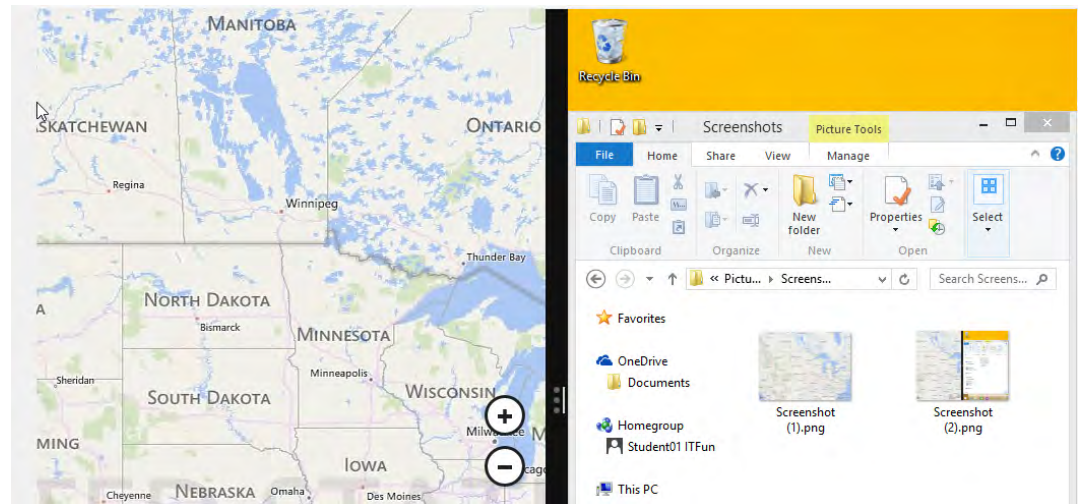 MANITOBA
SKATCHEWAN
ONTARIO
Regina
Winnipeg
Thunder Bay
NORTH DAKOTA
A
Bismarck
MINNESOTA
Minneapolis
Sheridan
SOUTH DAKOTA
WISCONSIN
MING
IOWA
Cheyenne
NEBRASKA
Omaha
Des Moines
Recycle Bin
Screenshots
Picture Tools
File
Home
Share
View
Manage
Copy
Paste
New
folder
Properties
Select
Clipboard
Organize
New
Open
« Pictu... ▸ Screens...
Search Screens...
Favorites
OneDrive
Documents
Homegroup
Student01 ITFun
This PC
Screenshot
(1).png
Screenshot
(2).png